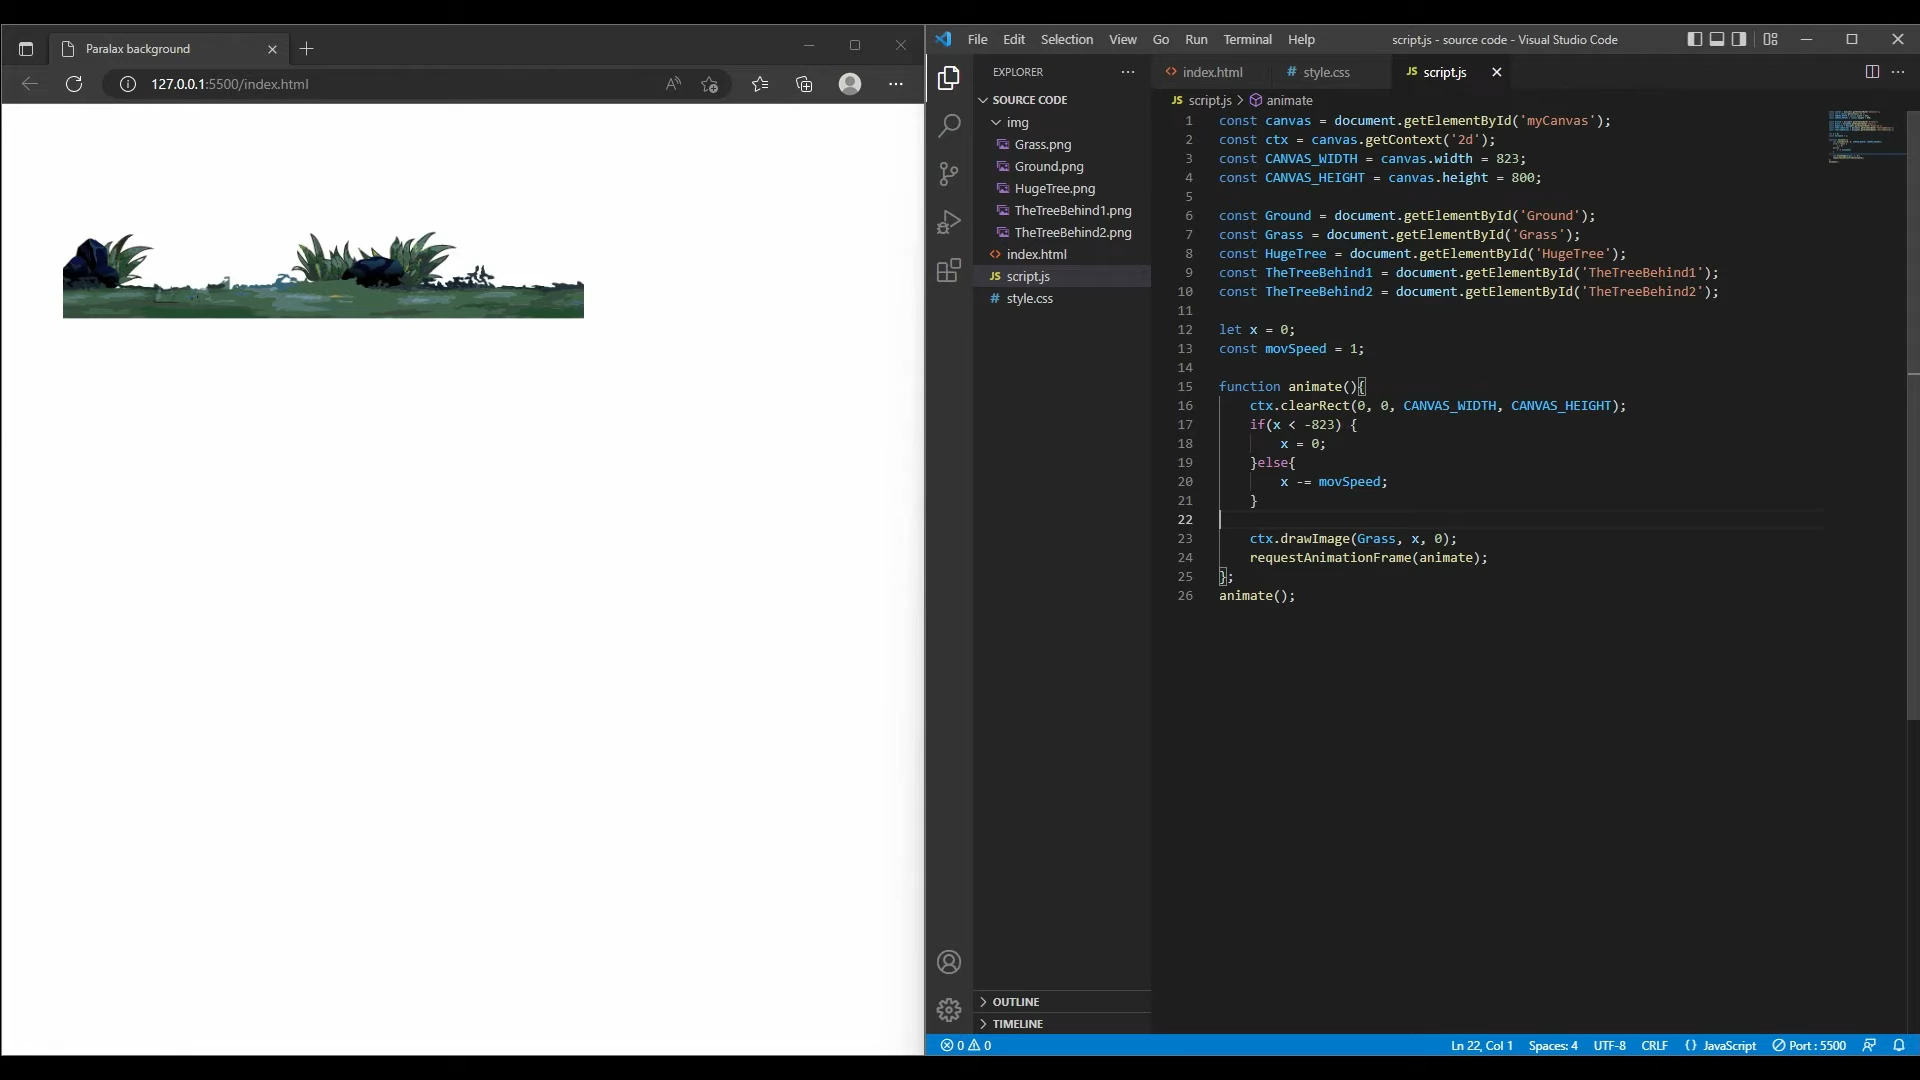 Paralax background
127.0.0.1:5500/index.html
File Edit Selection View Go Run Terminal Help
script.js - source code - Visual Studio Code
EXPLORER
SOURCE CODE
img
Grass.png
Ground.png
HugeTree.png
TheTreeBehind1.png
TheTreeBehind2.png
index.html
JS script.js
# style.css
OUTLINE
TIMELINE
index.html # style.css JS script.js
JS script.js > animate
1 const canvas = document.getElementById('myCanvas');
2 const ctx = canvas.getContext('2d');
3 const CANVAS_WIDTH = canvas.width = 823;
4 const CANVAS_HEIGHT = canvas.height = 800;
5
6 const Ground = document.getElementById('Ground');
7 const Grass = document.getElementById('Grass');
8 const HugeTree = document.getElementById('HugeTree');
9 const TheTreeBehind1 = document.getElementById('TheTreeBehind1');
10 const TheTreeBehind2 = document.getElementById('TheTreeBehind2');
11
12 let x = 0;
13 const movSpeed = 1;
14
15 function animate(){
16 ctx.clearRect(0, 0, CANVAS_WIDTH, CANVAS_HEIGHT);
17 if(x < -823) {
18 x = 0;
19 }else{
20 x -= movSpeed;
21 }
22
23 ctx.drawImage(Grass, x, 0);
24 requestAnimationFrame(animate);
25 };
26 animate();
0 0
Ln 22, Col 1 Spaces: 4 UTF-8 CRLF {} JavaScript Port : 5500